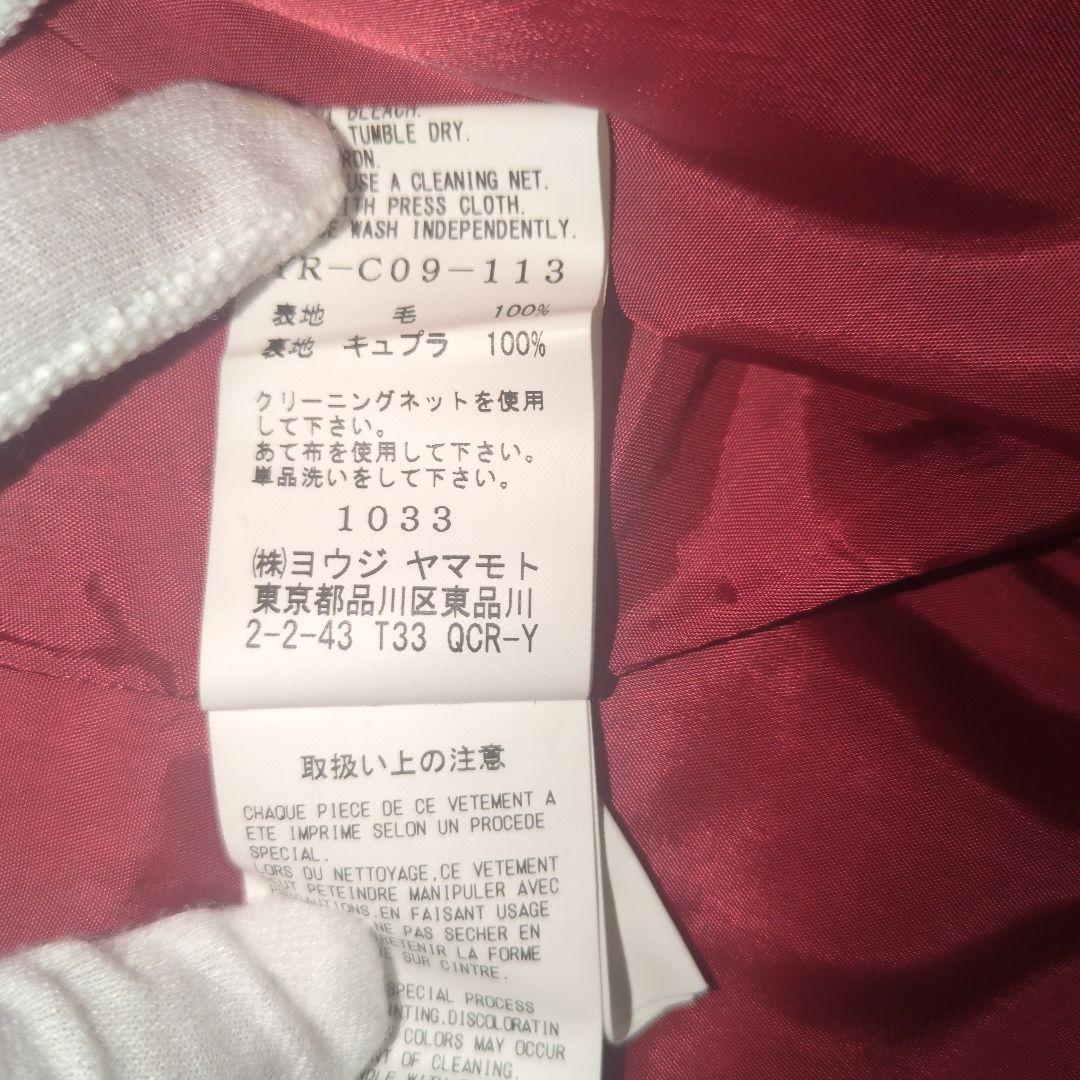 BLEACH.
TUMBLE DRY.
USE A CLEANING NET.
WITH PRESS CLOTH.
WASH INDEPENDENTLY.
YR-C09-113
表地 毛 100%
裏地 キュプラ 100%
クリーニングネットを使用
して下さい。
あて布を使用して下さい。
単品洗いをして下さい。
1033
㈱ヨウジ ヤマモト
東京都品川区東品川
2-2-43 T33 QCR-Y
取扱い上の注意
CHAQUE PIECE DE CE VETEMENT A
ETE IMPRIME SELON UN PROCEDE
SPECIAL.
LORS DU NETTOYAGE,CE VETEMENT
PEUT PETEINDRE MANIPULER AVEC
EN FAISANT USAGE
NE PAS SECHER EN
RETENIR LA FORME
SUR CINTRE.
SPECIAL PROCESS
DISCOLORATIN
COLORS MAY OCCUR
OF CLEANING.